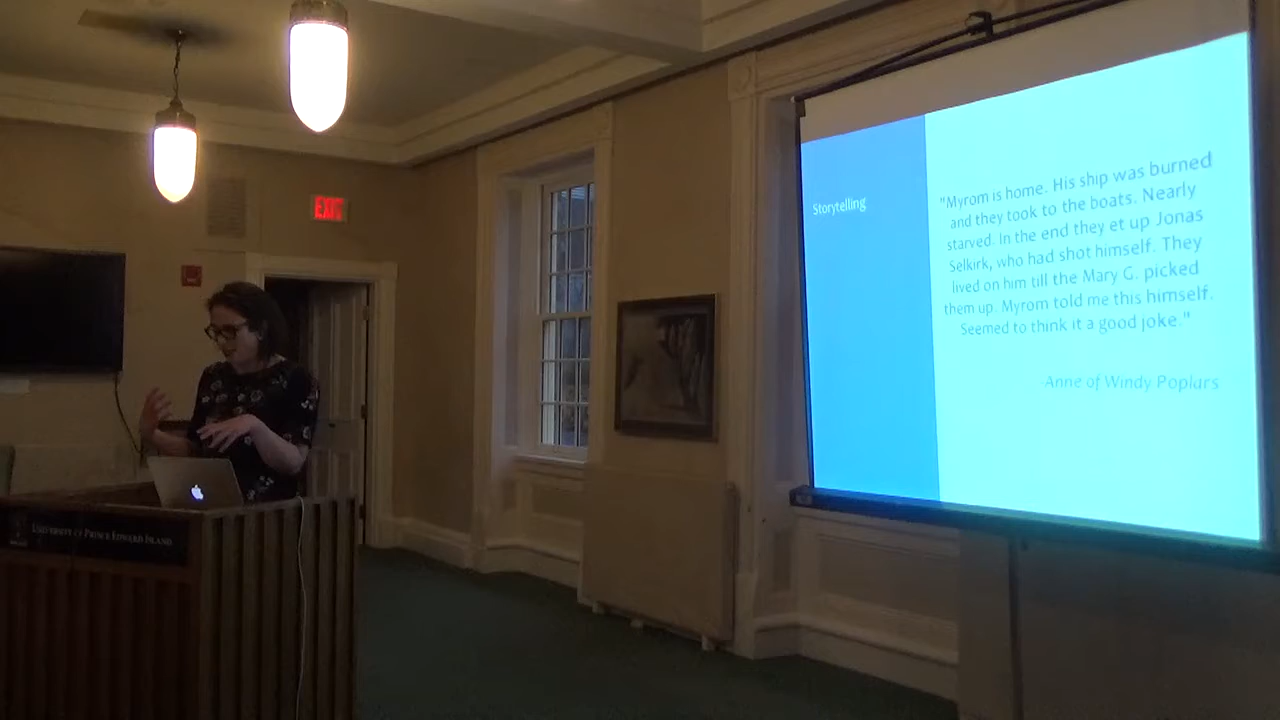 EXIT
UNIVERSITY OF PRINCE EDWARD ISLAND
Storytelling
"Myrom is home. His ship was burned
and they took to the boats. Nearly
starved. In the end they et up Jonas
Selkirk, who had shot himself. They
lived on him till the Mary G. picked
them up. Myrom told me this himself.
Seemed to think it a good joke."
-Anne of Windy Poplurs